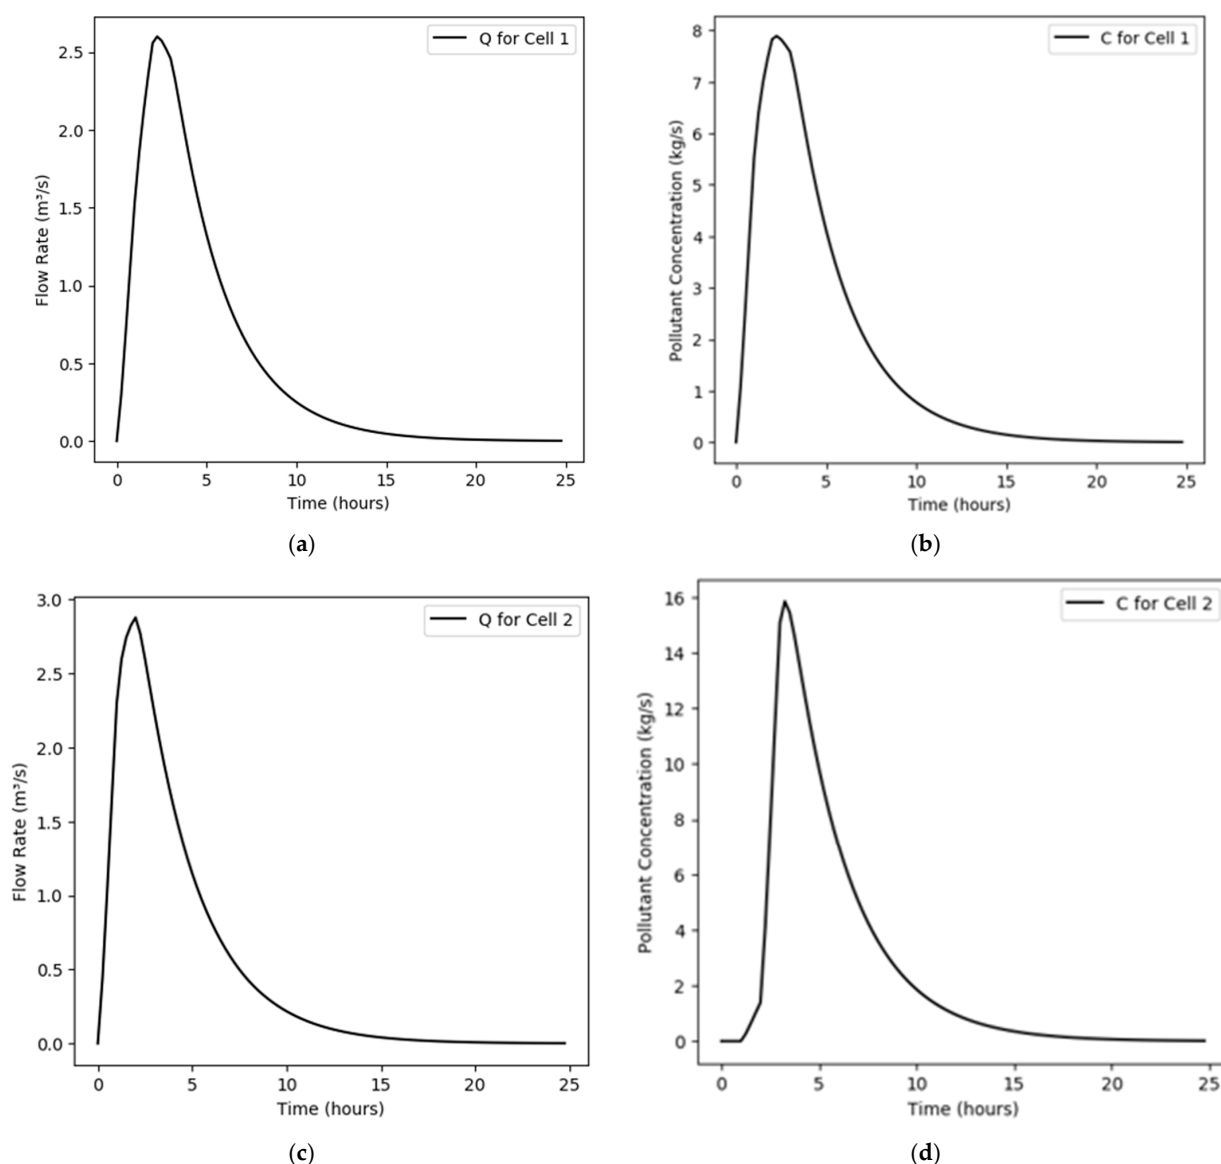 Q for Cell 1
2.5
2.0
1.5
1.0
0.5
0.0
Flow Rate (m³/s)
0 5 10 15 20 25
Time (hours)
(a)
C for Cell 1
8
7
6
5
4
3
2
1
0
Pollutant Concentration (kg/s)
0 5 10 15 20 25
Time (hours)
(b)
Q for Cell 2
3.0
2.5
2.0
1.5
1.0
0.5
0.0
Flow Rate (m³/s)
0 5 10 15 20 25
Time (hours)
(c)
C for Cell 2
16
14
12
10
8
6
4
2
0
Pollutant Concentration (kg/s)
0 5 10 15 20 25
Time (hours)
(d)